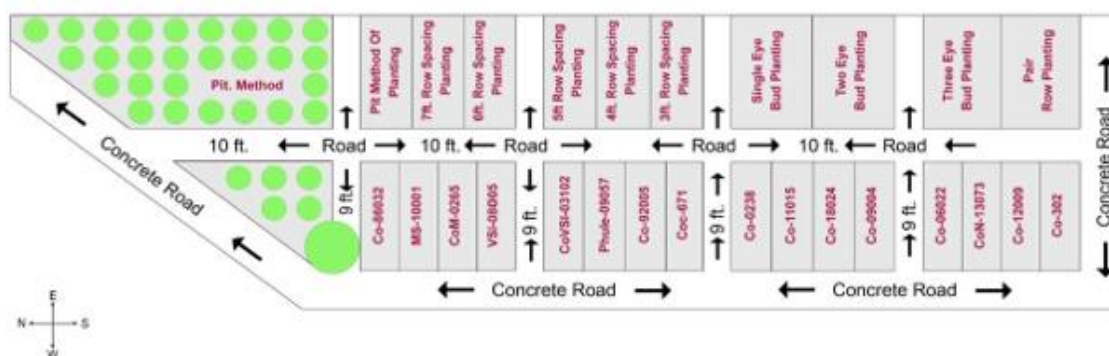 Pit. Method
Pit Method Of
Planting
7ft. Row Spacing
Planting
6ft. Row Spacing
Planting
5ft Row Spacing
Planting
4ft. Row Spacing
Planting
3ft. Row Spacing
Planting
Single Eye
Bud Planting
Two Eye
Bud Planting
Three Eye
Bud Planting
Pair
Row Planting
10 ft.
Road
10 ft.
Road
Road
10 ft.
Road
Concrete Road
Concrete Road
9 ft.
Co-86032
MS-10001
CoM-0265
VSI-08005
9 ft.
CoVSI-03102
Phule-09057
Co-92005
Coc-671
9 ft.
Co-0238
Co-11015
Co-18024
Co-09004
9 ft.
Co-06022
CoN-13073
Co-12009
Co-302
Concrete Road
Concrete Road
E
N
S
W